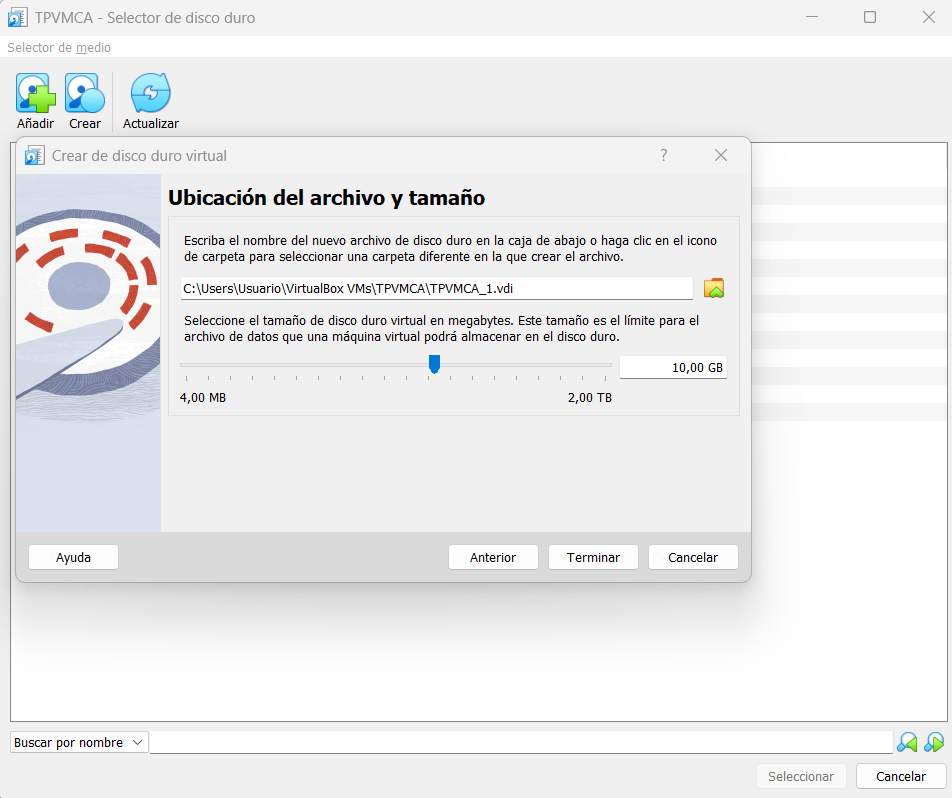 TPVMCA - Selector de disco duro
Selector de medio
Añadir
Crear
Actualizar
Crear de disco duro virtual
?
Ubicación del archivo y tamaño
Escriba el nombre del nuevo archivo de disco duro en la caja de abajo o haga clic en el icono
de carpeta para seleccionar una carpeta diferente en la que crear el archivo.
C:\Users\Usuario\VirtualBox VMs\TPVMCA\TPVMCA_1.vdi
Seleccione el tamaño de disco duro virtual en megabytes. Este tamaño es el límite para el
archivo de datos que una máquina virtual podrá almacenar en el disco duro.
10,00 GB
4,00 MB
2,00 TB
Ayuda
Anterior
Terminar
Cancelar
Buscar por nombre
Seleccionar
Cancelar